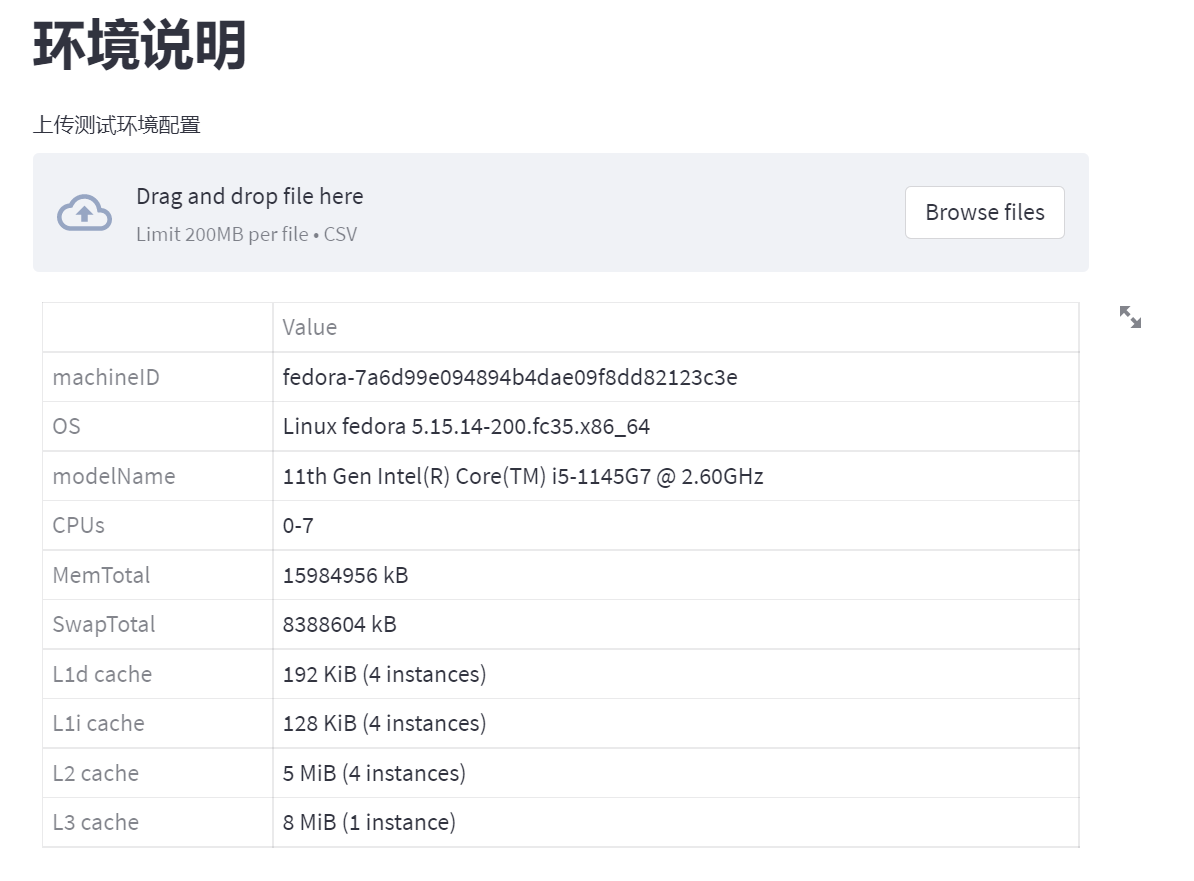 环境说明
上传测试环境配置
Drag and drop file here
Limit 200MB per file • CSV
Browse files
Value
machineID fedora-7a6d99e094894b4dae09f8dd82123c3e
OS Linux fedora 5.15.14-200.fc35.x86_64
modelName 11th Gen Intel(R) Core(TM) i5-1145G7 @ 2.60GHz
CPUs 0-7
MemTotal 15984956 kB
SwapTotal 8388604 kB
L1d cache 192 KiB (4 instances)
L1i cache 128 KiB (4 instances)
L2 cache 5 MiB (4 instances)
L3 cache 8 MiB (1 instance)